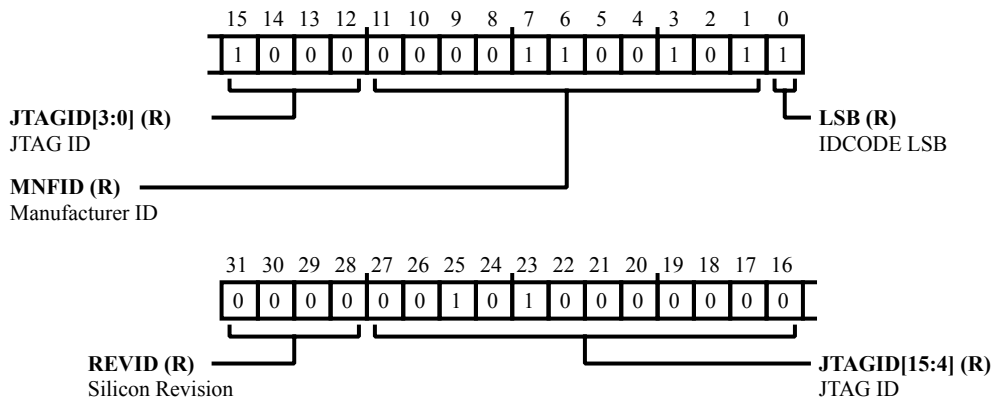 15 14 13 12 11 10 9 8 7 6 5 4 3 2 1 0
1 0 0 0 0 0 0 0 1 1 0 0 1 0 1 1
JTAGID[3:0] (R)
JTAG ID
LSB (R)
IDCODE LSB
MNFID (R)
Manufacturer ID
31 30 29 28 27 26 25 24 23 22 21 20 19 18 17 16
0 0 0 0 0 0 1 0 1 0 0 0 0 0 0 0
REVID (R)
Silicon Revision
JTAGID[15:4] (R)
JTAG ID